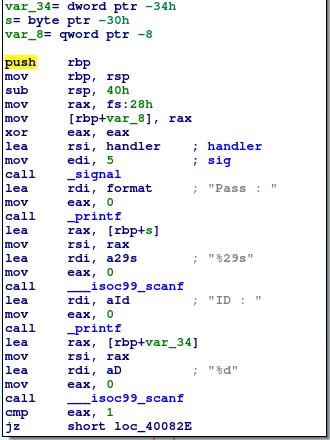 var_34= dword ptr -34h
s= byte ptr -30h
var_8= qword ptr -8
push rbp
mov rbp, rsp
sub rsp, 40h
mov rax, fs:28h
mov [rbp+var_8], rax
xor eax, eax
lea rsi, handler ; handler
mov edi, 5 ; sig
call _signal
lea rdi, format ; "Pass : "
mov eax, 0
call _printf
lea rax, [rbp+s]
mov rsi, rax
lea rdi, a29s ; "%29s"
mov eax, 0
call ___isoc99_scanf
lea rdi, aId ; "ID : "
mov eax, 0
call _printf
lea rax, [rbp+var_34]
mov rsi, rax
lea rdi, aD ; "%d"
mov eax, 0
call ___isoc99_scanf
cmp eax, 1
jz short loc_40082E